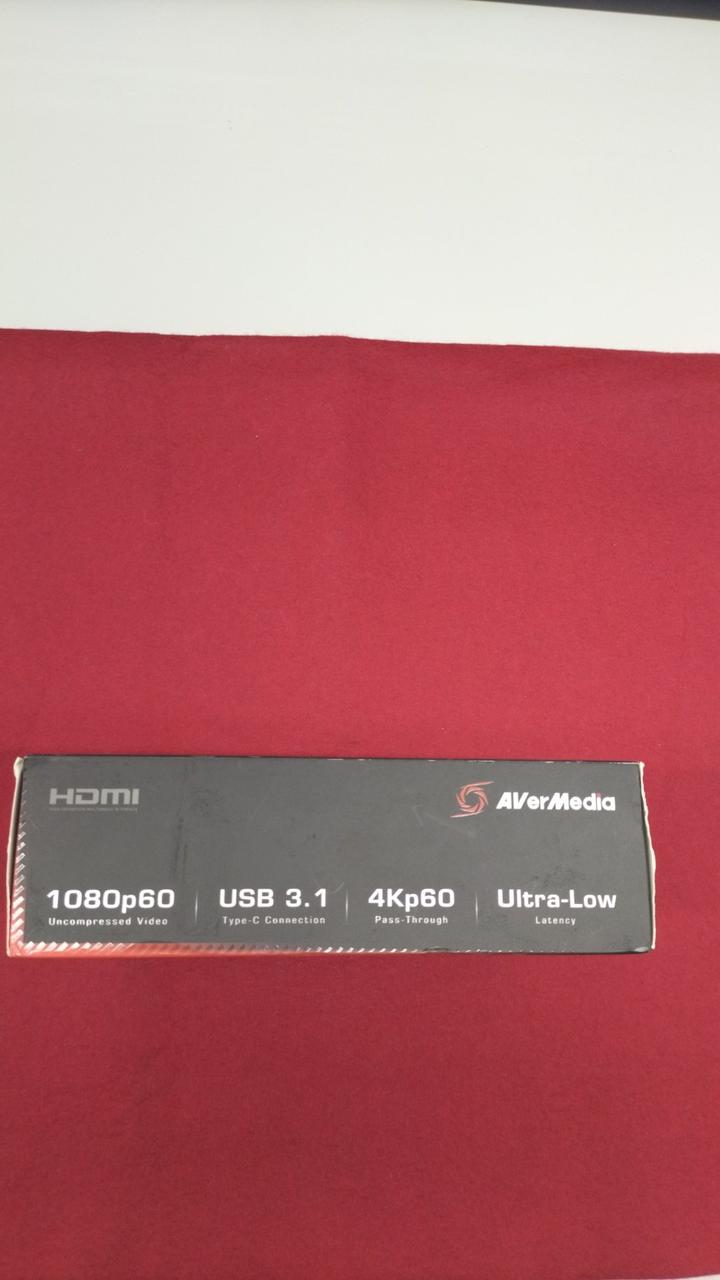 HDMI
AVerMedia
1080p60
Uncompressed Video
USB 3.1
Type-C Connection
4Kp60
Pass-Through
Ultra-Low
Latency